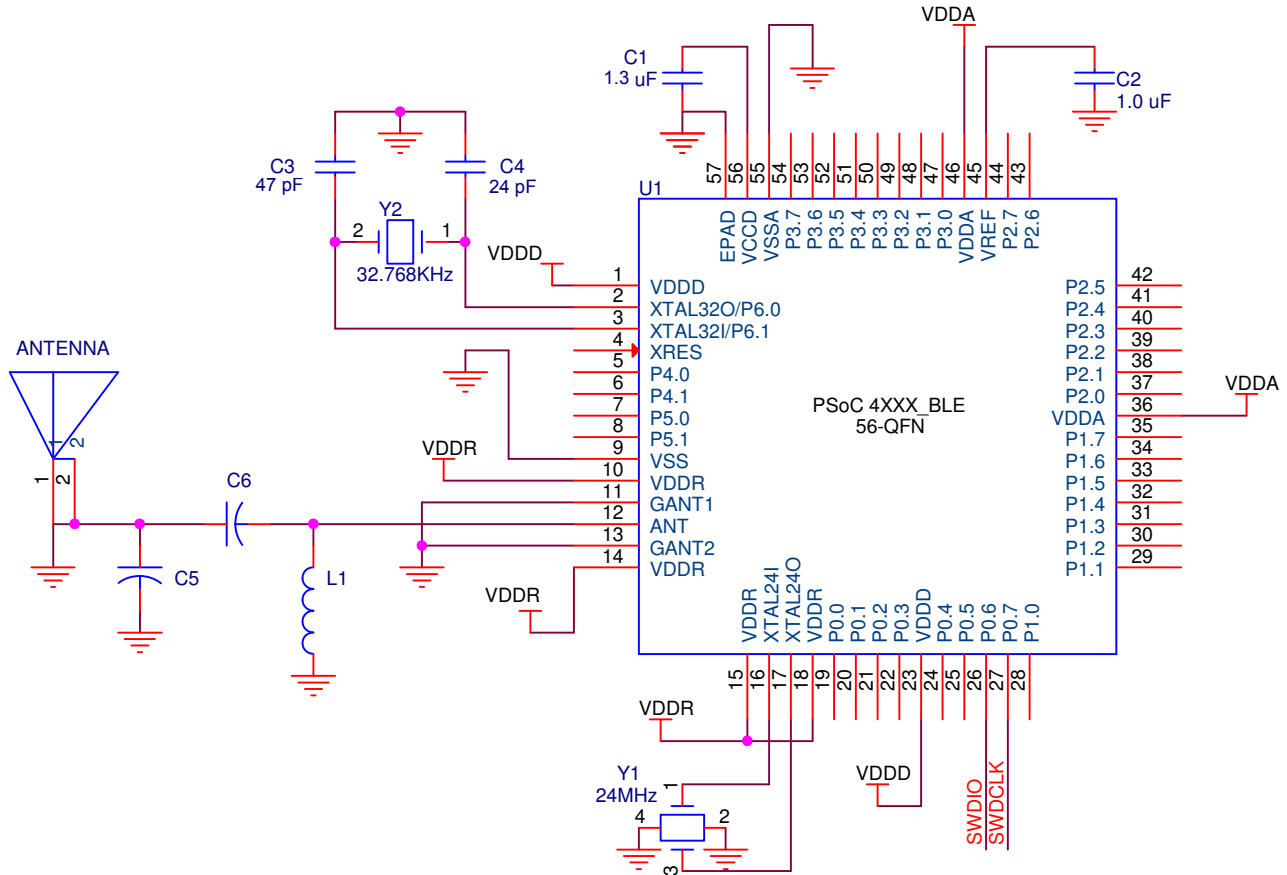 VDDA
C1
1.3 uF
C2
1.0 uF
C3
47 pF
C4
24 pF
Y2
2
1
32.768KHz
57
56
55
54
53
52
51
50
49
48
47
46
45
44
43
U1
EPAD
VCCD
VSSA
P3.7
P3.6
P3.5
P3.4
P3.3
P3.2
P3.1
P3.0
VDDA
VREF
P2.7
P2.6
VDDD
1 VDDD
2 XTAL32O/P6.0
3 XTAL32I/P6.1
4 XRES
5 P4.0
6 P4.1
7 P5.0
8 P5.1
9 VSS
10 VDDR
11 GANT1
12 ANT
13 GANT2
14 VDDR
P2.5 42
P2.4 41
P2.3 40
P2.2 39
P2.1 38
P2.0 37
VDDA 36
P1.7 35
P1.6 34
P1.5 33
P1.4 32
P1.3 31
P1.2 30
P1.1 29
VDDA
PSoC 4XXX_BLE
56-QFN
ANTENNA
1
2
1
2
VDDR
C6
C5
L1
VDDR
VDDR
XTAL24I
XTAL24O
VDDR
P0.0
P0.1
P0.2
P0.3
VDDD
P0.4
P0.5
P0.6
P0.7
P1.0
15
16
17
18
19
20
21
22
23
24
25
26
27
28
VDDR
Y1
24MHz
1
4
2
3
VDDD
SWDIO
SWDCLK